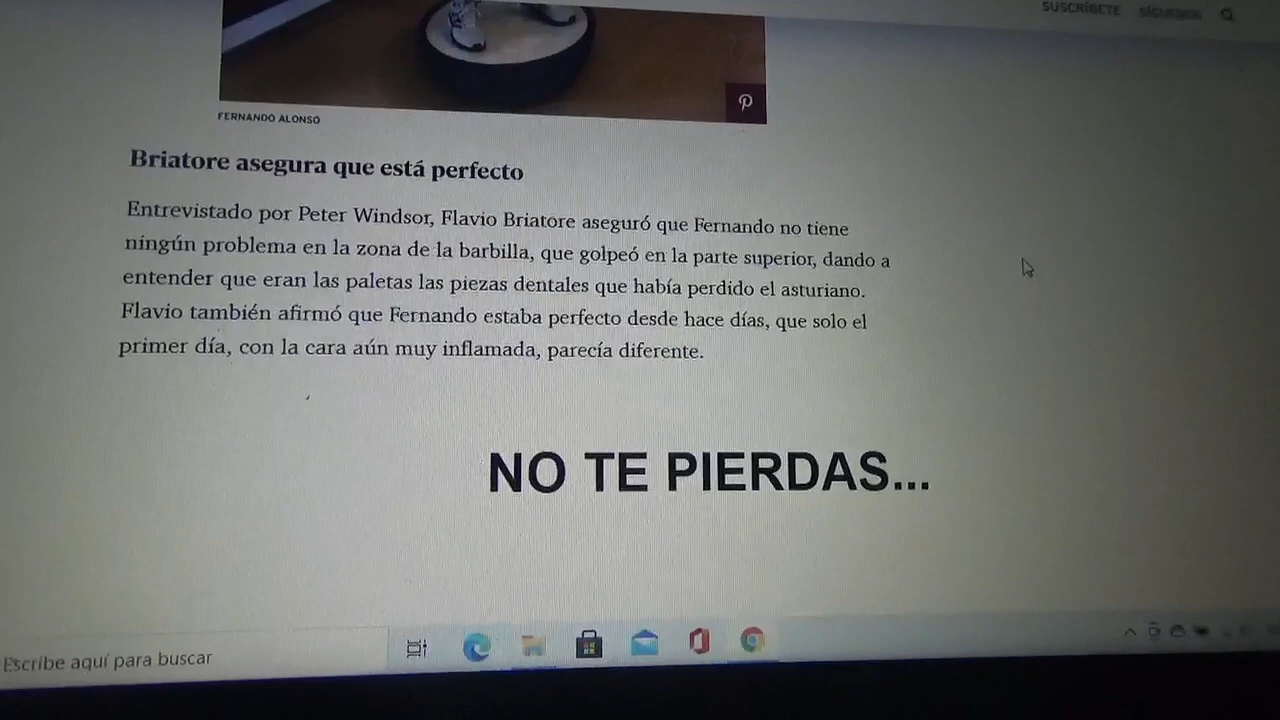 SUSCRÍBETE SÍGUENOS
FERNANDO ALONSO
Briatore asegura que está perfecto
Entrevistado por Peter Windsor, Flavio Briatore aseguró que Fernando no tiene
ningún problema en la zona de la barbilla, que golpeó en la parte superior, dando a
entender que eran las paletas las piezas dentales que había perdido el asturiano.
Flavio también afirmó que Fernando estaba perfecto desde hace días, que solo el
primer día, con la cara aún muy inflamada, parecía diferente.
NO TE PIERDAS...
Escribe aquí para buscar